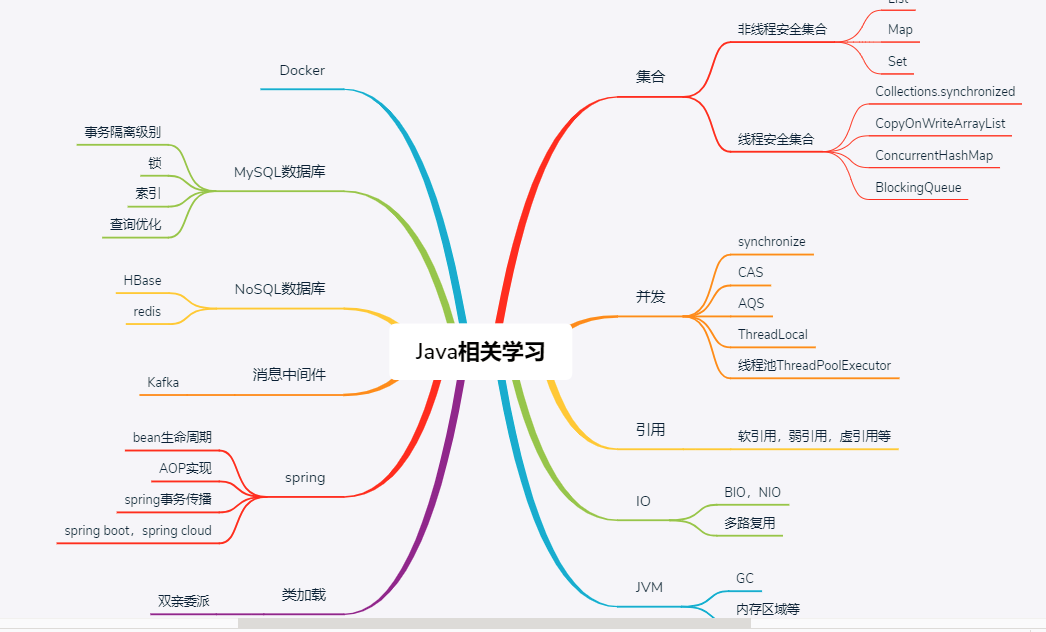 Java相关学习
集合
非线程安全集合
List
Map
Set
线程安全集合
Collections.synchronized
CopyOnWriteArrayList
ConcurrentHashMap
BlockingQueue
并发
synchronize
CAS
AQS
ThreadLocal
线程池ThreadPoolExecutor
引用
软引用，弱引用，虚引用等
IO
BIO，NIO
多路复用
JVM
GC
内存区域等
Docker
MySQL数据库
事务隔离级别
锁
索引
查询优化
NoSQL数据库
HBase
redis
消息中间件
Kafka
spring
bean生命周期
AOP实现
spring事务传播
spring boot，spring cloud
类加载
双亲委派